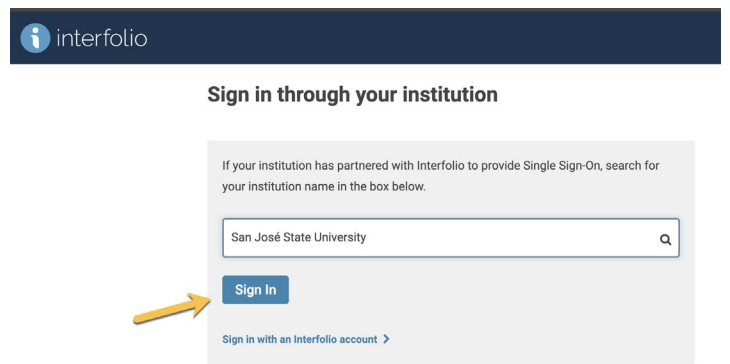 interfolio
Sign in through your institution
If your institution has partnered with Interfolio to provide Single Sign-On, search for
your institution name in the box below.
San José State University
Sign In
Sign in with an Interfolio account